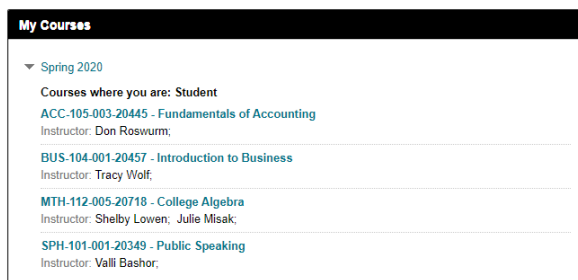 My Courses
Spring 2020
Courses where you are: Student
ACC-105-003-20445 - Fundamentals of Accounting
Instructor: Don Roswurm;
BUS-104-001-20457 - Introduction to Business
Instructor: Tracy Wolf;
MTH-112-005-20718 - College Algebra
Instructor: Shelby Lowen; Julie Misak;
SPH-101-001-20349 - Public Speaking
Instructor: Valli Bashor;